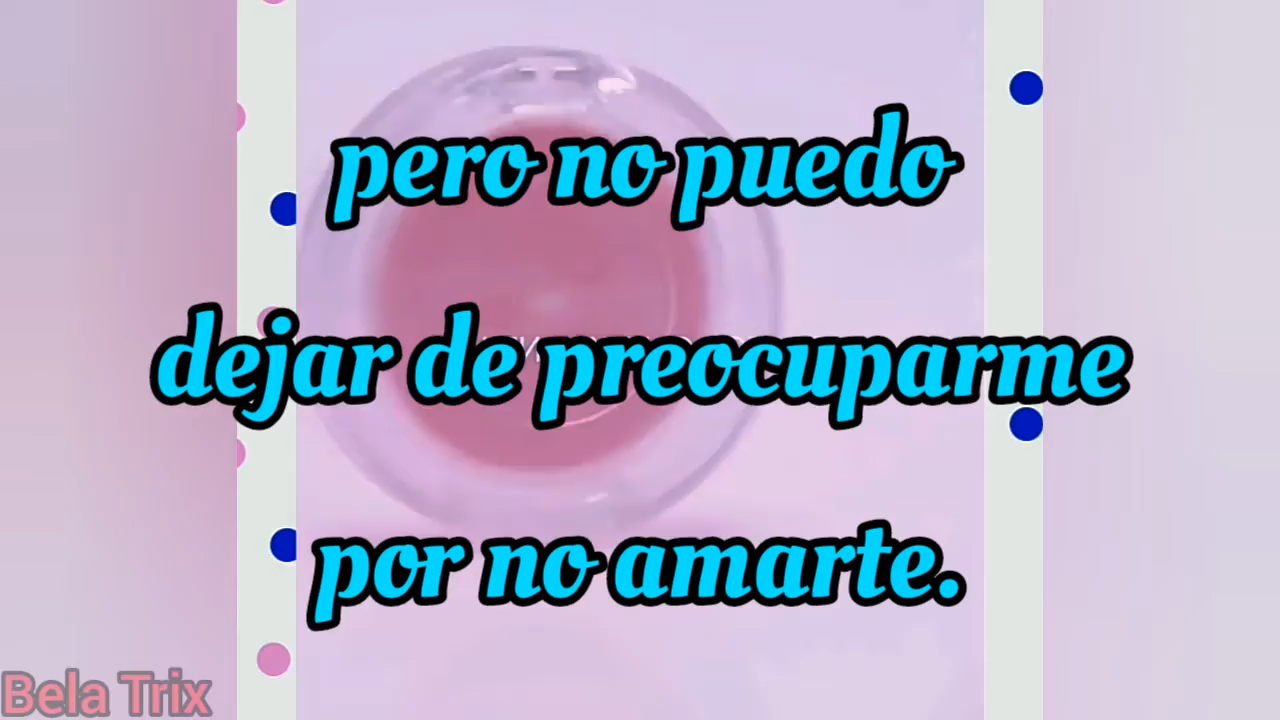 pero no puedo
dejar de preocuparme
por no amarte.
Bela Trix